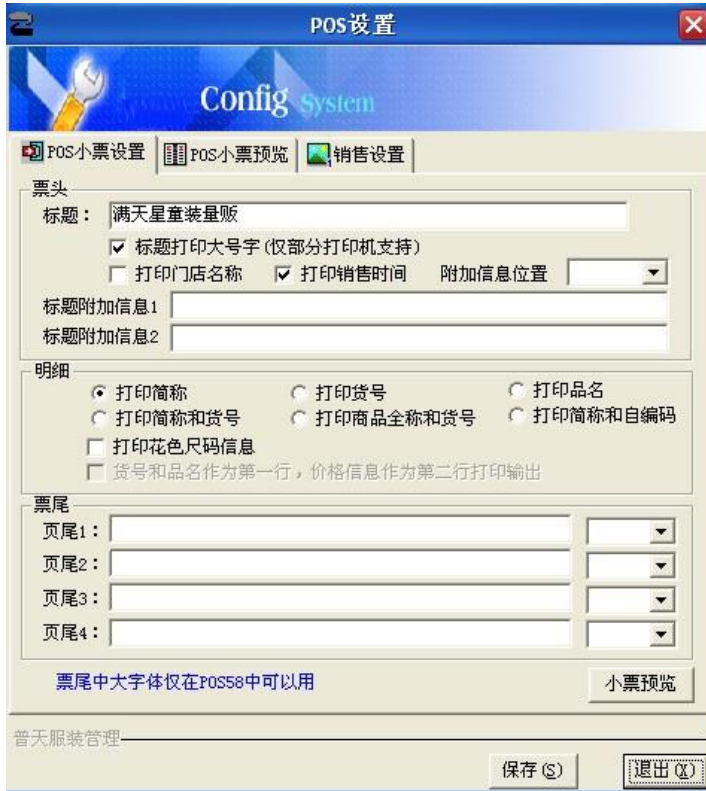 POS设置
Config System
POS小票设置 POS小票预览 销售设置
票头
标题： 满天星童装量贩
标题打印大号字(仅部分打印机支持)
打印门店名称 打印销售时间 附加信息位置
标题附加信息1
标题附加信息2
明细
打印简称 打印货号 打印品名
打印简称和货号 打印商品全称和货号 打印简称和自编码
打印花色尺码信息
货号和品名作为第一行，价格信息作为第二行打印输出
票尾
页尾1：
页尾2：
页尾3：
页尾4：
票尾中大字体仅在POS58中可以用 小票预览
普天服装管理
保存(S) 退出(X)